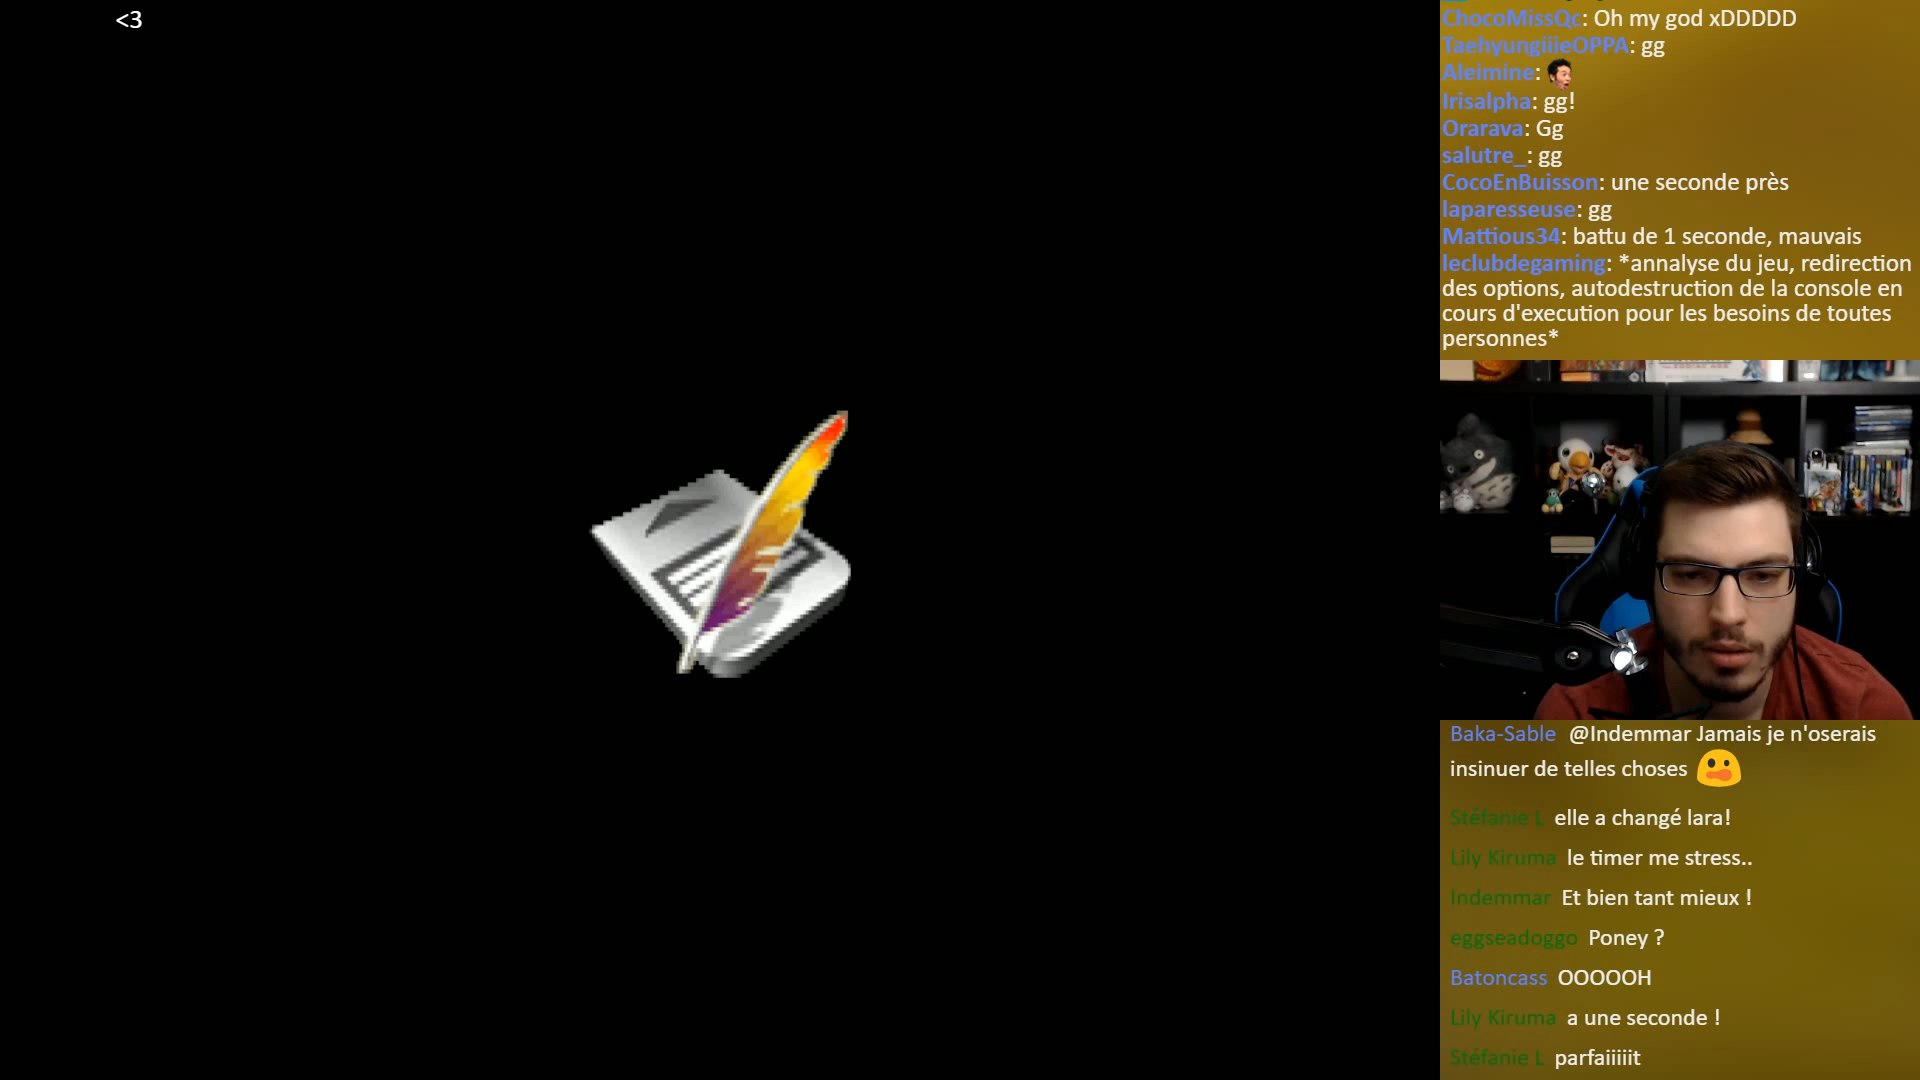 <3
ChocoMissQc: Oh my god xDDDDD
TaehyungiiieOPPA: gg
Aleimine:
Irisalpha: gg!
Orarava: Gg
salutre_: gg
CocoEnBuisson: une seconde près
laparesseuse: gg
Mattious34: battu de 1 seconde, mauvais
leclubdegaming: *annalyse du jeu, redirection
des options, autodestruction de la console en
cours d'execution pour les besoins de toutes
personnes*
Baka-Sable @Indemmar Jamais je n'oserais
insinuer de telles choses
Stéfanie L elle a changé lara!
Lily Kiruma le timer me stress..
Indemmar Et bien tant mieux !
eggseadoggo Poney ?
Batoncass OOOOOH
Lily Kiruma a une seconde !
Stéfanie L parfaiiiiit